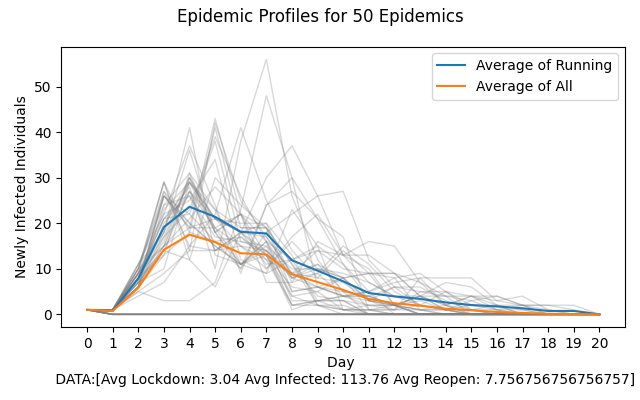 Epidemic Profiles for 50 Epidemics
Average of Running
Average of All
Newly Infected Individuals
50
40
30
20
10
0
0 1 2 3 4 5 6 7 8 9 10 11 12 13 14 15 16 17 18 19 20
Day
DATA:[Avg Lockdown: 3.04 Avg Infected: 113.76 Avg Reopen: 7.756756756756757]